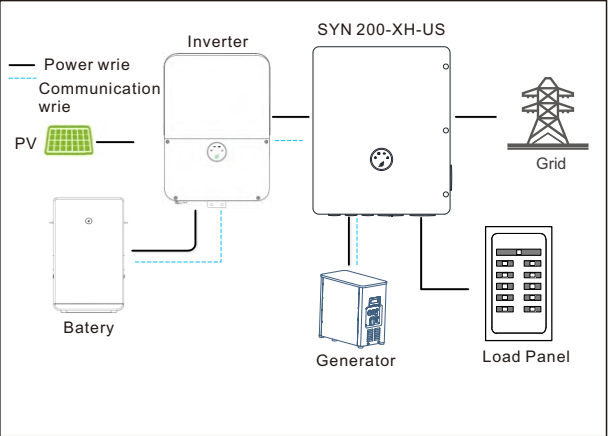 SYN 200-XH-US
Inverter
Power wrie
Communication
wrie
PV
Grid
Batery
Generator
Load Panel